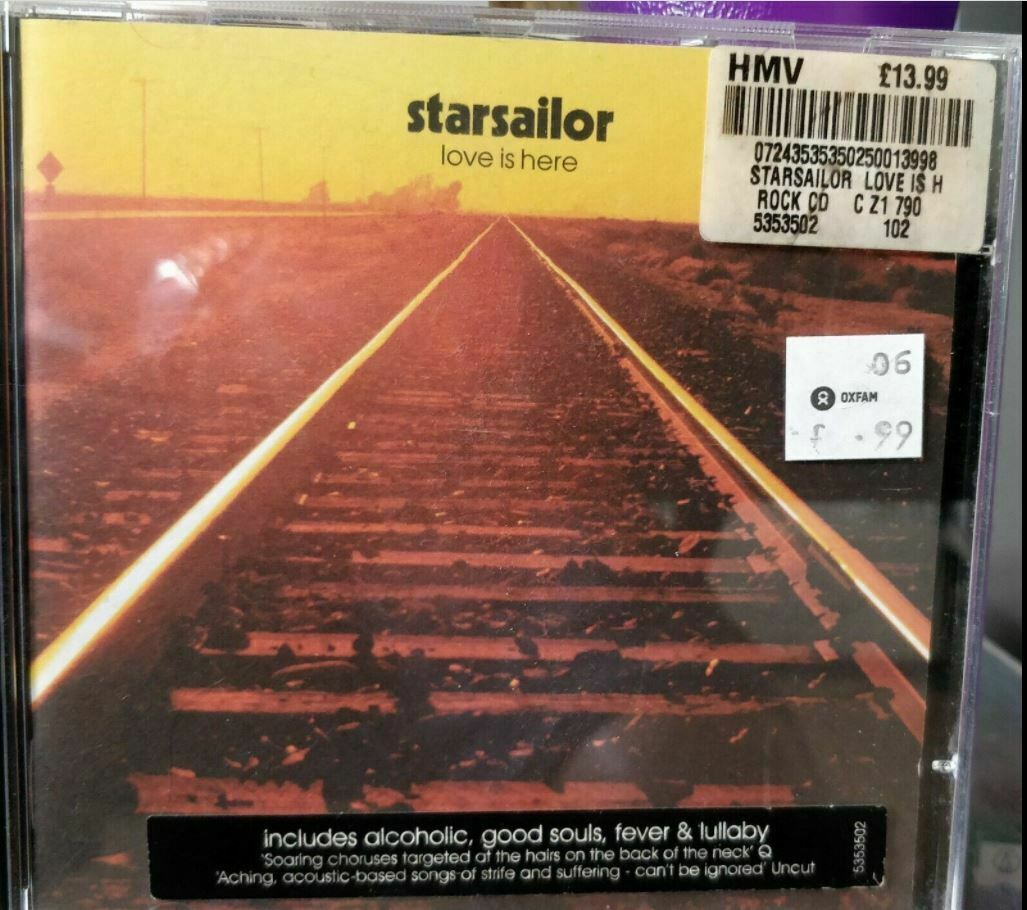 starsailor
love is here
HMV £13.99
07243535350250013998
STARSAILOR LOVE IS H
ROCK CD C Z1 790
5353502 102
06
OXFAM
£ .99
includes alcoholic, good souls, fever & lullaby
'Soaring choruses targeted at the hairs on the back of the neck' Q
'Aching, acoustic-based songs of strife and suffering - can't be ignored' Uncut
5353502